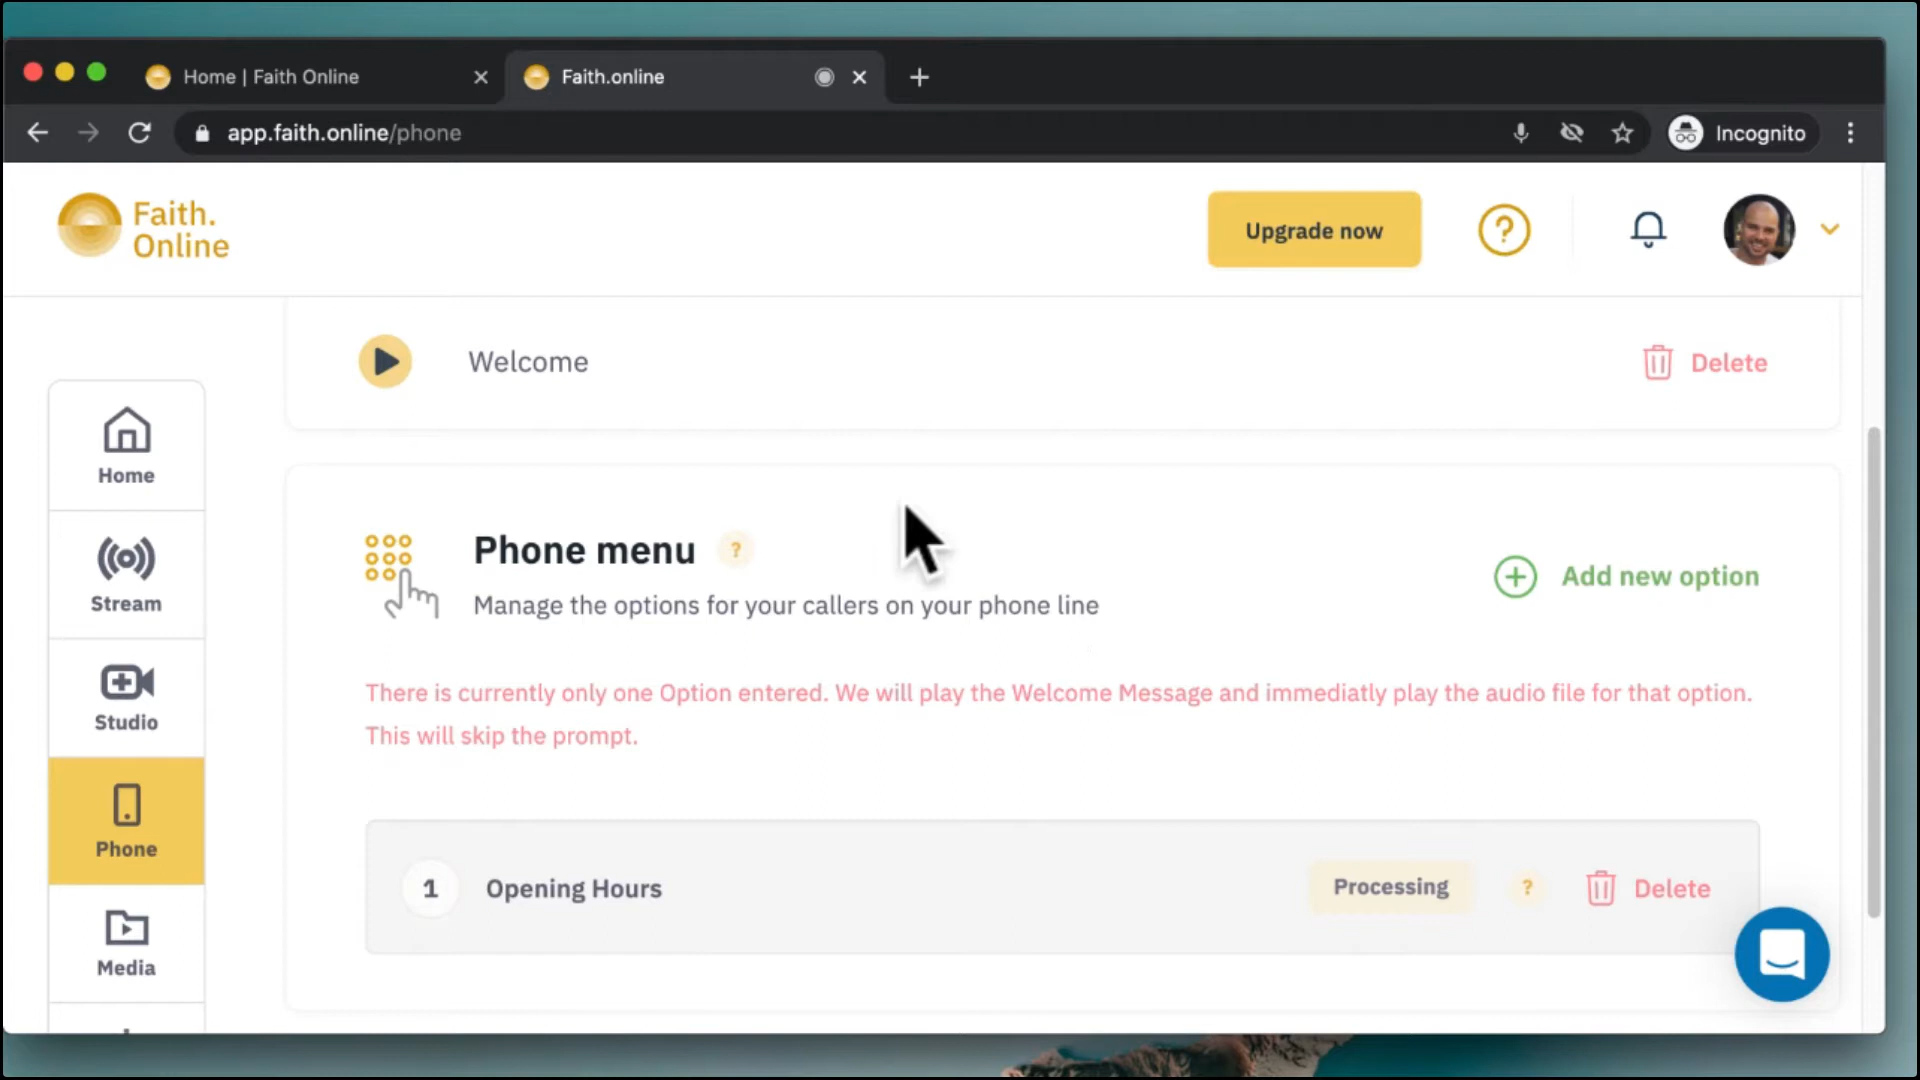 Home | Faith Online
Faith.online
app.faith.online/phone
Incognito
Faith.
Online
Upgrade now
?
Welcome
Delete
Home
Stream
Studio
Phone
Media
Phone menu ?
Manage the options for your callers on your phone line
Add new option
There is currently only one Option entered. We will play the Welcome Message and immediatly play the audio file for that option.
This will skip the prompt.
1 Opening Hours
Processing ? Delete